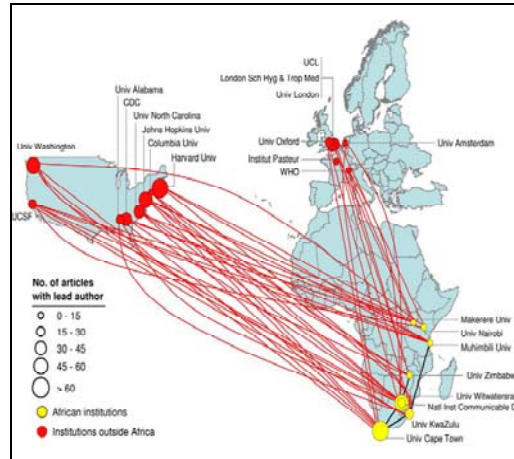 UCL
London Sch Hyg & Trop Med
Univ London
Univ Alabama
CDC
Univ North Carolina
Johns Hopkins Univ
Columbia Univ
Harvard Univ
Univ Washington
Univ Oxford
Univ Amsterdam
Institut Pasteur
WHO
UCSF
No. of articles
with lead author
0 - 15
15 - 30
30 - 45
45 - 60
> 60
African institutions
Institutions outside Africa
Makerere Univ
Univ Nairobi
Muhimbili Univ
Univ Zimbabw
Univ Witwatersra
Natl Inst Communicable D
Univ KwaZulu
Univ Cape Town